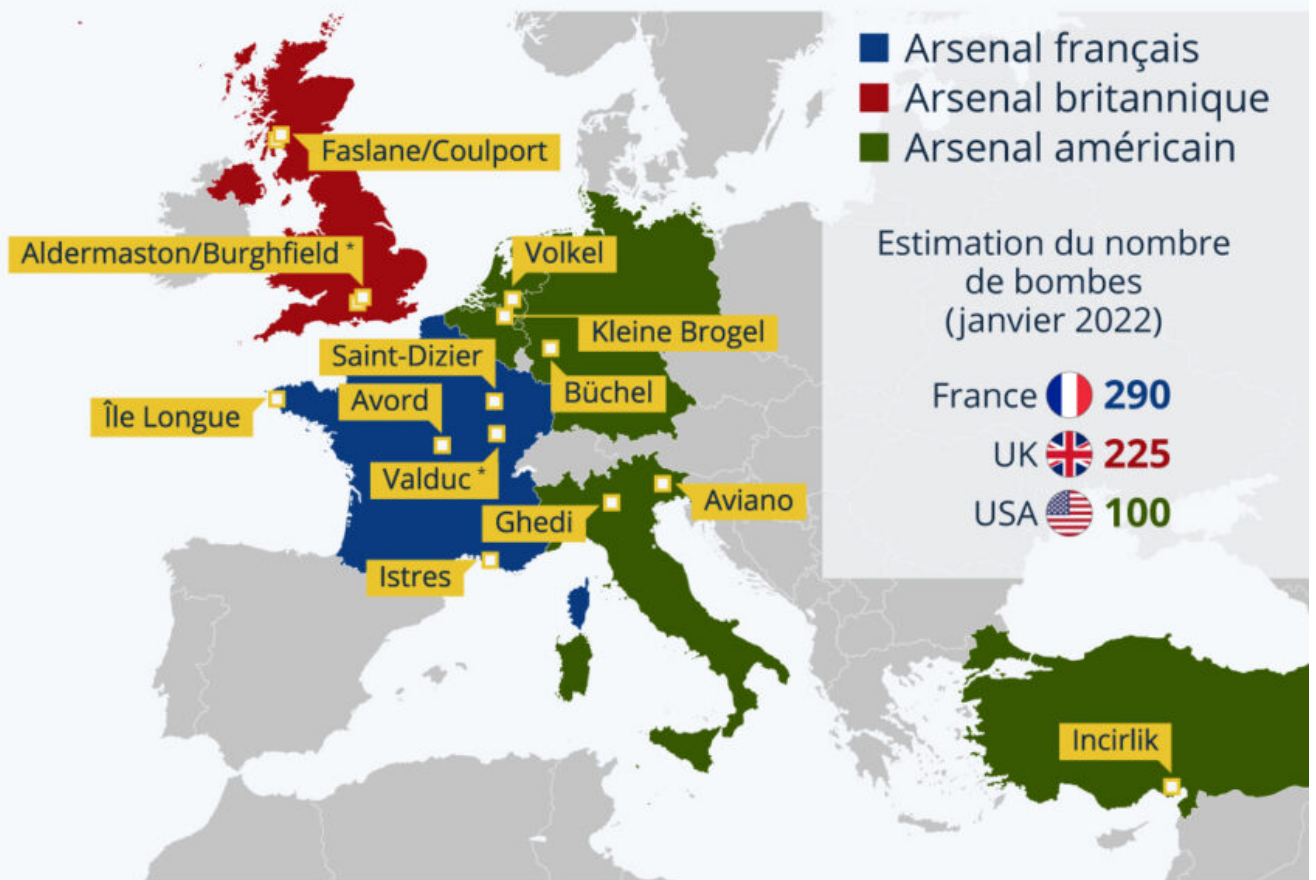 Arsenal français
Arsenal britannique
Arsenal américain
Estimation du nombre
de bombes
(janvier 2022)
France 290
UK 225
USA 100
Faslane/Coulport
Aldermaston/Burghfield *
Volkel
Kleine Brogel
Saint-Dizier
Büchel
Avord
Île Longue
Valduc *
Aviano
Ghedi
Istres
Incirlik